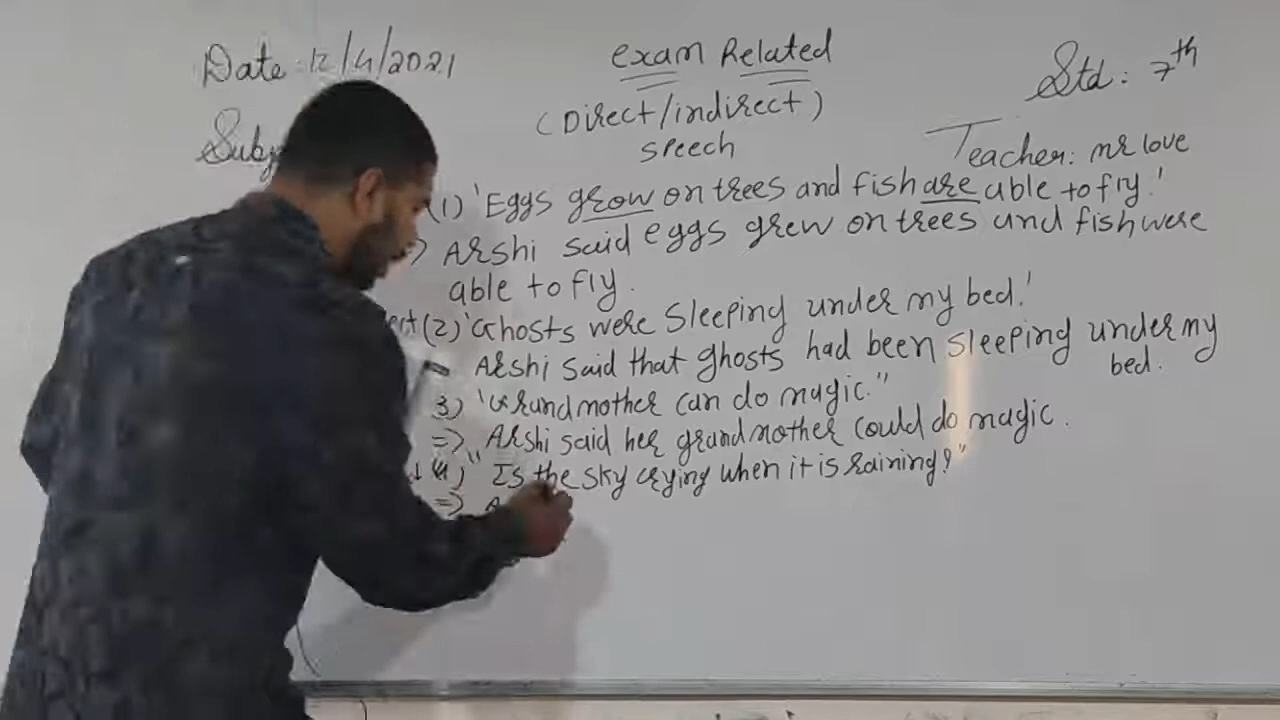 Date: 12/4/2021
exam Related
Std: 7th
(Direct/indirect)
speech
Teacher: mr love
(1) 'Eggs grow on trees and fish are able to fly.'
Arshi said eggs grew on trees and fish were
able to fly.
(2) 'Ghosts were sleeping under my bed.'
Arshi said that ghosts had been sleeping under my
bed.
3) "Grandmother can do magic."
=> Arshi said her grandmother could do magic.
(4) "Is the sky crying when it is raining?"
=> A